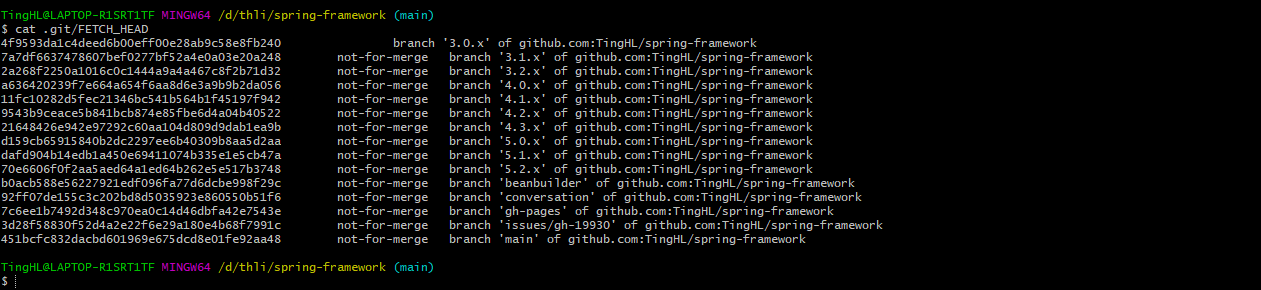 TingHL@LAPTOP-R1SRT1TF MINGW64 /d/thli/spring-framework (main)
$ cat .git/FETCH_HEAD
4f9593da1c4deed6b00eff00e28ab9c58e8fb240 branch '3.0.x' of github.com:TingHL/spring-framework
7a7df6637478607bef0277bf52a4e0a03e20a248 not-for-merge branch '3.1.x' of github.com:TingHL/spring-framework
2a268f2250a1016c0c1444a9a4a467c8f2b71d32 not-for-merge branch '3.2.x' of github.com:TingHL/spring-framework
a636420239f7e664a654f6aa8d6e3a9b9b2da056 not-for-merge branch '4.0.x' of github.com:TingHL/spring-framework
11fc10282d5fec21346bc541b564b1f45197f942 not-for-merge branch '4.1.x' of github.com:TingHL/spring-framework
9543b9ceace5b841bcb874e85fbe6d4a04b40522 not-for-merge branch '4.2.x' of github.com:TingHL/spring-framework
21648426e942e97292c60aa104d809d9dab1ea9b not-for-merge branch '4.3.x' of github.com:TingHL/spring-framework
d159cb65915840b2dc2297ee6b40309b8aa5d2aa not-for-merge branch '5.0.x' of github.com:TingHL/spring-framework
dafd904b14edb1a450e69411074b335e1e5cb47a not-for-merge branch '5.1.x' of github.com:TingHL/spring-framework
70e6606f0f2aa5aed64a1ed64b262e5e517b3748 not-for-merge branch '5.2.x' of github.com:TingHL/spring-framework
b0acb588e56227921edf096fa77d6dcbe998f29c not-for-merge branch 'beanbuilder' of github.com:TingHL/spring-framework
92ff07de155c3c202bd8d5035923e860550b51f6 not-for-merge branch 'conversation' of github.com:TingHL/spring-framework
7c6ee1b7492d348c970ea0c14d46dbfa42e7543e not-for-merge branch 'gh-pages' of github.com:TingHL/spring-framework
3d28f58830f52d4a2e22f6e29a180e4b68f7991c not-for-merge branch 'issues/gh-19930' of github.com:TingHL/spring-framework
451bcfc832dacbd601969e675dcd8e01fe92aa48 not-for-merge branch 'main' of github.com:TingHL/spring-framework
TingHL@LAPTOP-R1SRT1TF MINGW64 /d/thli/spring-framework (main)
$